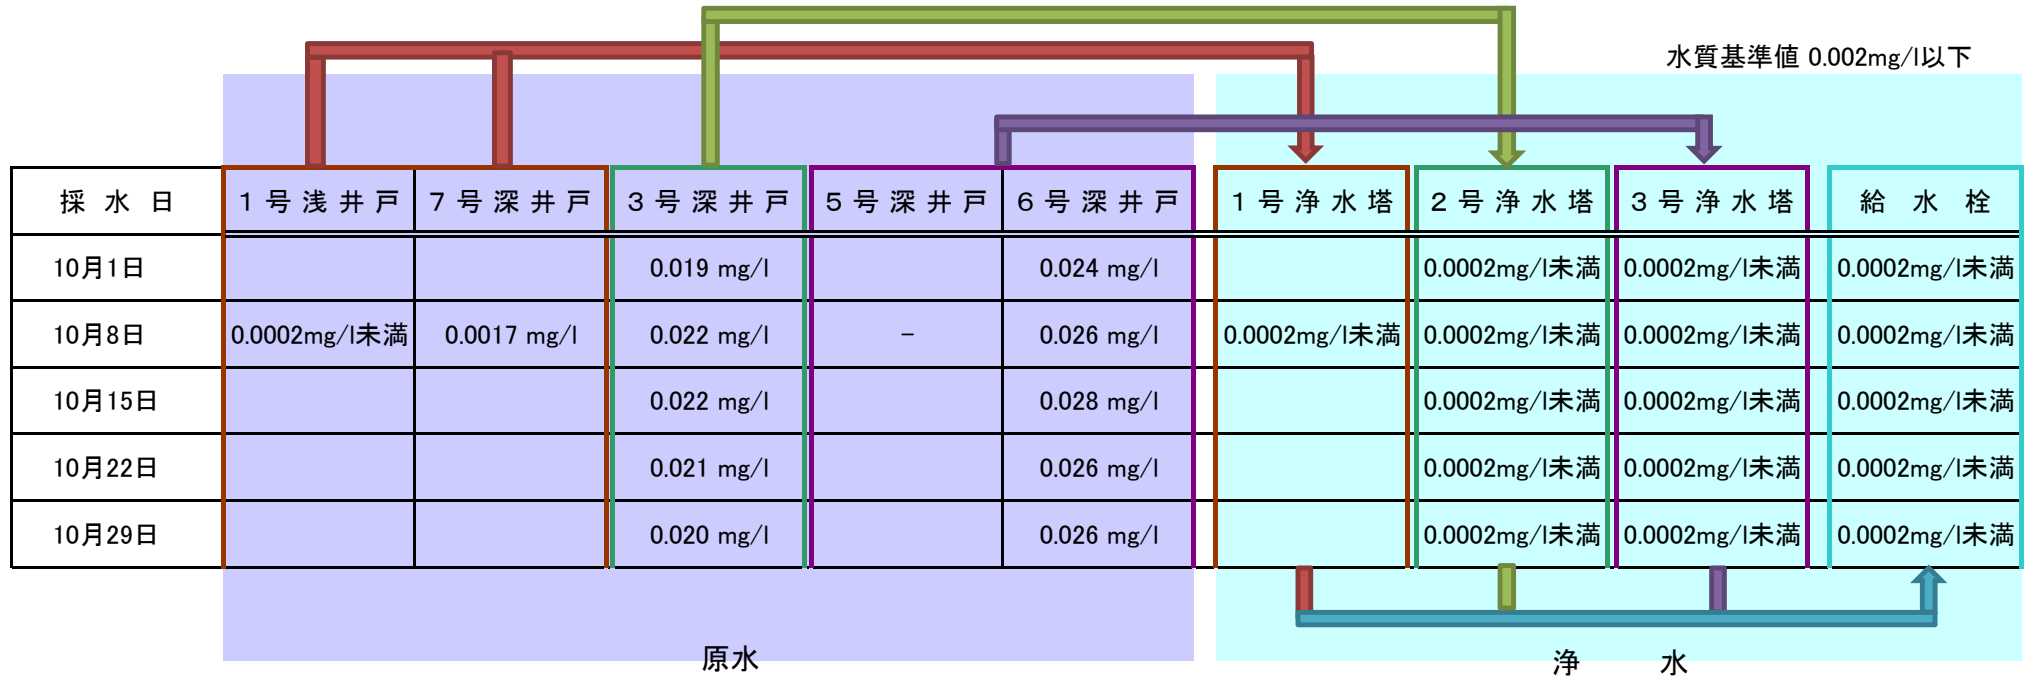 水質基準値 0.002mg/l以下
採水日 1号浅井戸 7号深井戸 3号深井戸 5号深井戸 6号深井戸 1号浄水塔 2号浄水塔 3号浄水塔 給水栓
10月1日 0.019 mg/l 0.024 mg/l 0.0002mg/l未満 0.0002mg/l未満 0.0002mg/l未満
10月8日 0.0002mg/l未満 0.0017 mg/l 0.022 mg/l － 0.026 mg/l 0.0002mg/l未満 0.0002mg/l未満 0.0002mg/l未満 0.0002mg/l未満
10月15日 0.022 mg/l 0.028 mg/l 0.0002mg/l未満 0.0002mg/l未満 0.0002mg/l未満
10月22日 0.021 mg/l 0.026 mg/l 0.0002mg/l未満 0.0002mg/l未満 0.0002mg/l未満
10月29日 0.020 mg/l 0.026 mg/l 0.0002mg/l未満 0.0002mg/l未満 0.0002mg/l未満
原水 浄水